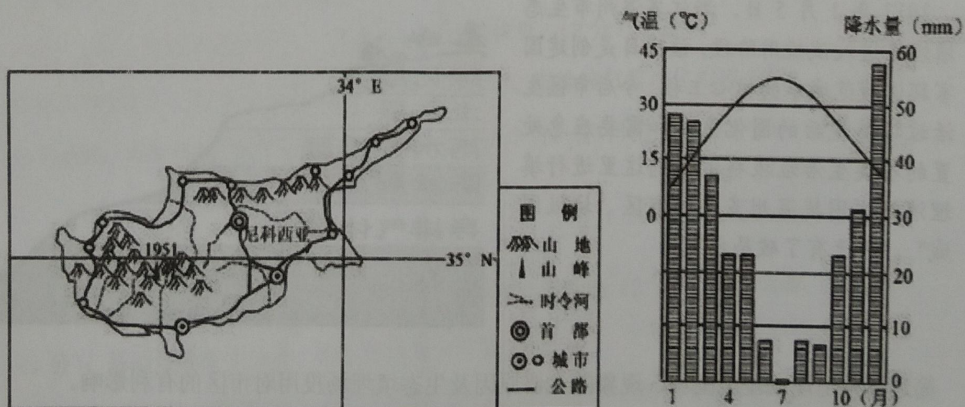 34° E
尼科西亚
1951
35° N
图 例
山 地
山 峰
时令河
首 都
城市
公路
气温 (℃)
降水量 (mm)
45
30
15
0
60
50
40
30
20
10
0
1 4 7 10 (月)